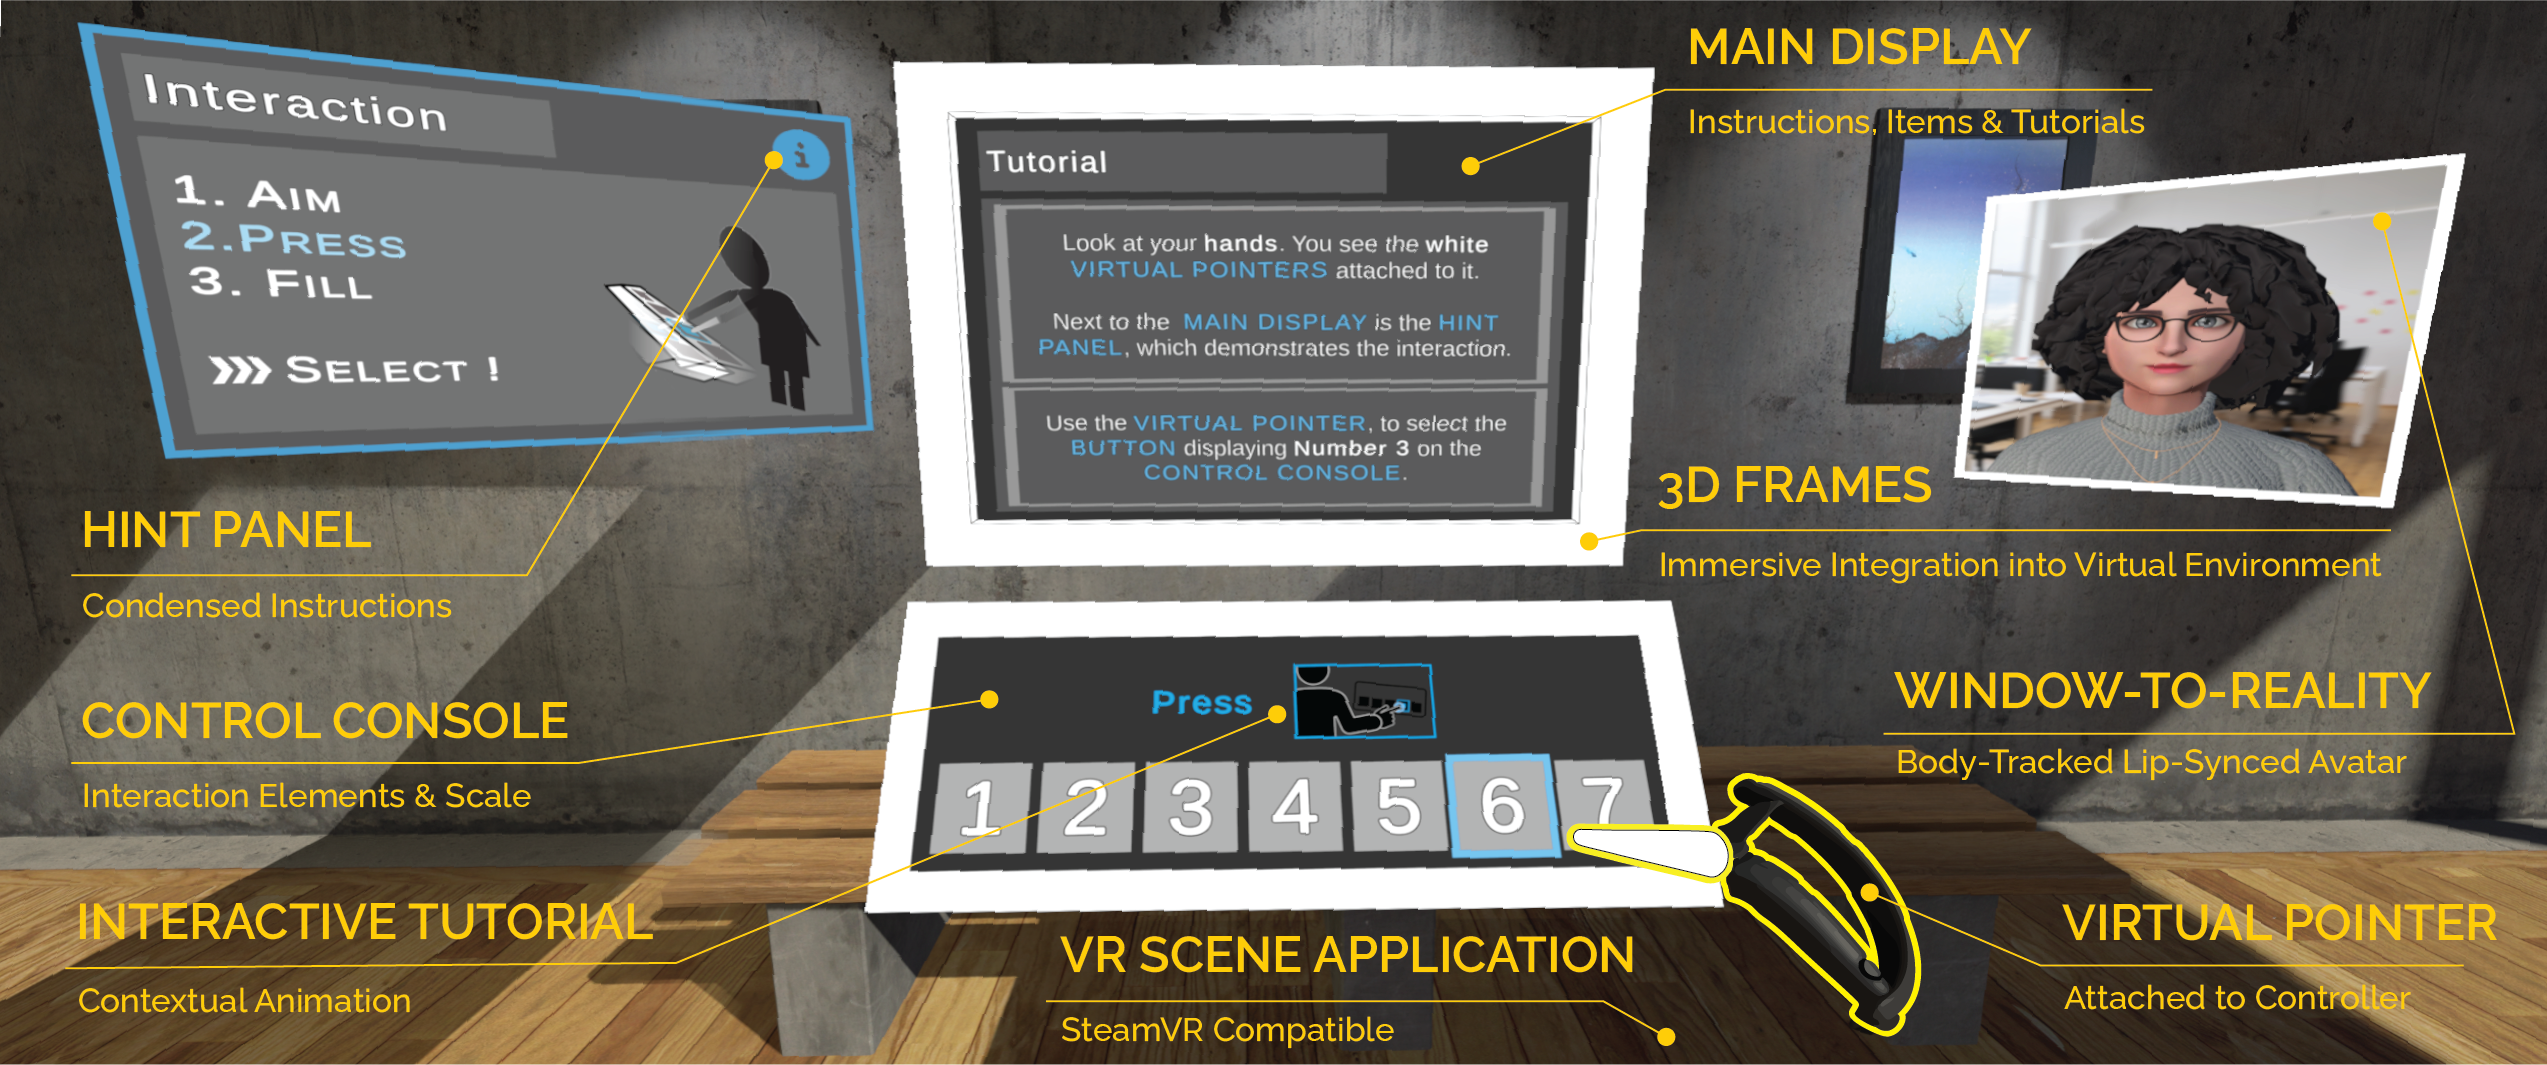 Interaction
1. AIM
2.PRESS
3. FILL
SELECT !
i
Tutorial
Look at your hands. You see the white
VIRTUAL POINTERS attached to it.
Next to the MAIN DISPLAY is the HINT
PANEL, which demonstrates the interaction.
Use the VIRTUAL POINTER, to select the
BUTTON displaying Number 3 on the
CONTROL CONSOLE.
MAIN DISPLAY
Instructions, Items & Tutorials
HINT PANEL
Condensed Instructions
3D FRAMES
Immersive Integration into Virtual Environment
CONTROL CONSOLE
Interaction Elements & Scale
Press
1 2 3 4 5 6 7
WINDOW-TO-REALITY
Body-Tracked Lip-Synced Avatar
INTERACTIVE TUTORIAL
Contextual Animation
VR SCENE APPLICATION
SteamVR Compatible
VIRTUAL POINTER
Attached to Controller